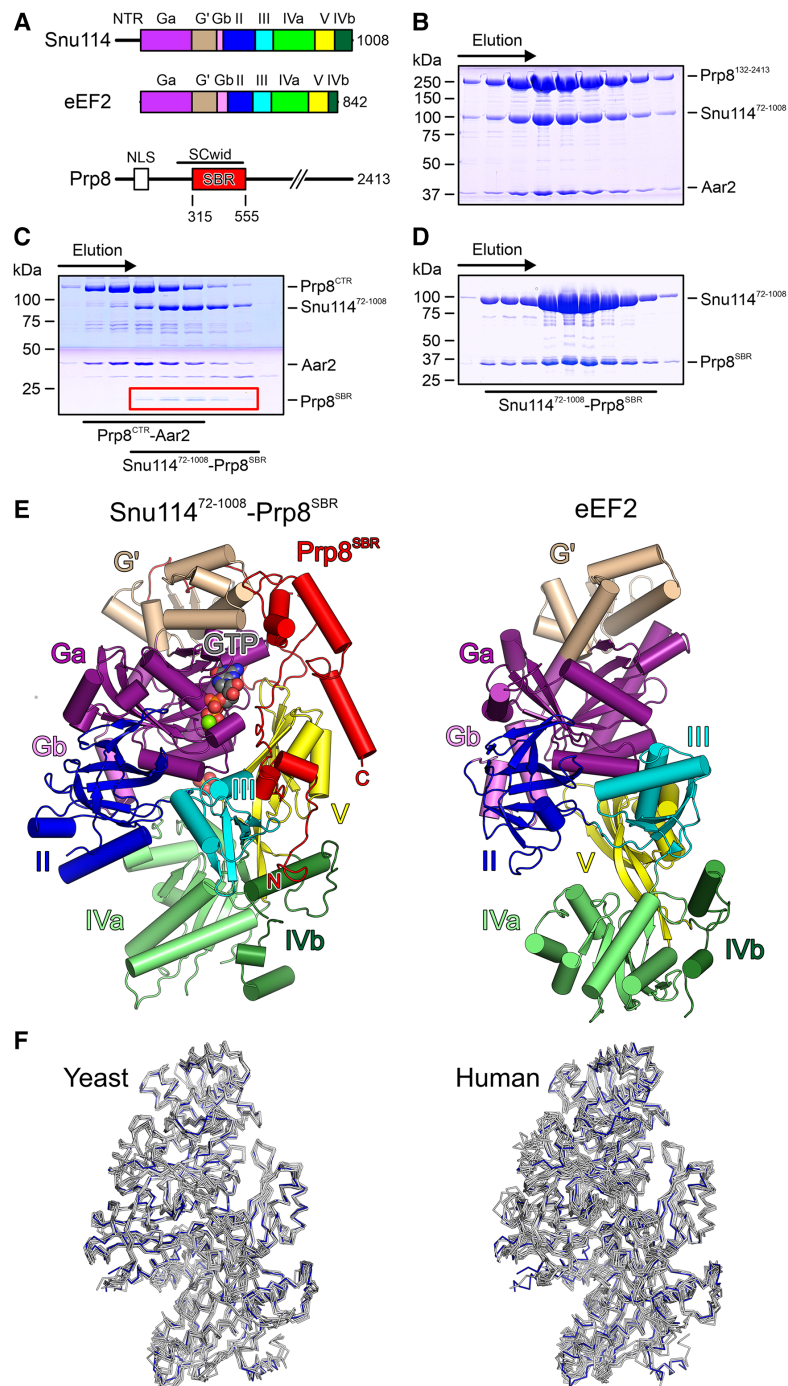 A
NTR Ga G' Gb II III IVa V IVb
Snu114 1008
Ga G' Gb II III IVa V IVb
eEF2 842
SCwid
NLS
Prp8 SBR // 2413
315 555
B
Elution
kDa
250
150
100
75
50
37
Prp8132-2413
Snu11472-1008
Aar2
C
Elution
kDa
100
75
50
25
Prp8CTR
Snu11472-1008
Aar2
Prp8SBR
Prp8CTR-Aar2
Snu11472-1008-Prp8SBR
D
Elution
kDa
100
75
50
37
25
Snu11472-1008
Prp8SBR
Snu11472-1008-Prp8SBR
E
Snu11472-1008-Prp8SBR
G'
Prp8SBR
GTP
Ga
Gb
C
III
V
II
N
IVa
IVb
eEF2
G'
Ga
Gb
III
II
V
IVa
IVb
F
Yeast
Human